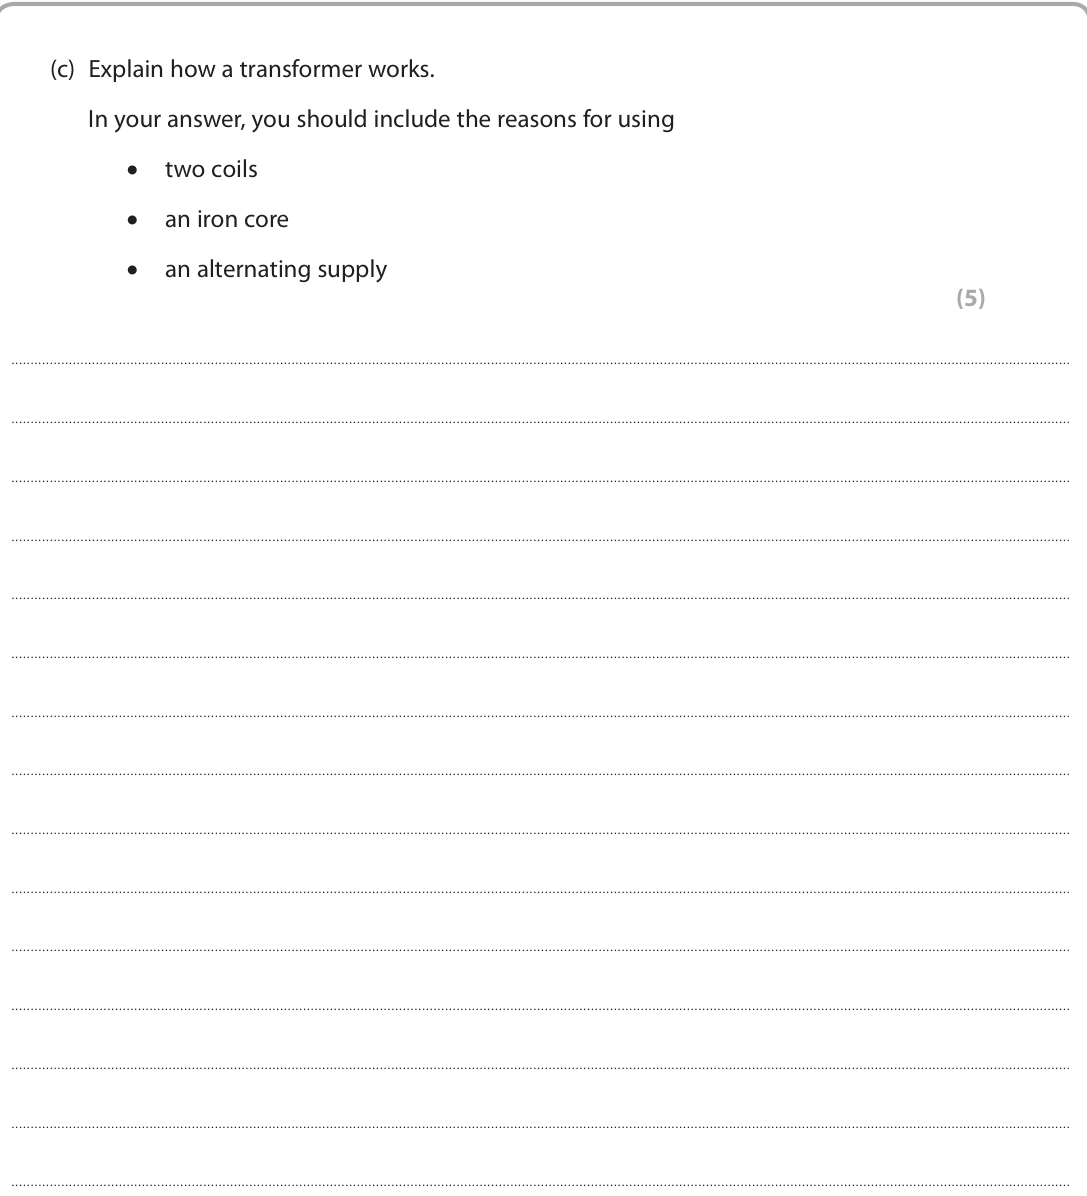 (c) Explain how a transformer works.
In your answer, you should include the reasons for using
• two coils
• an iron core
• an alternating supply
(5)